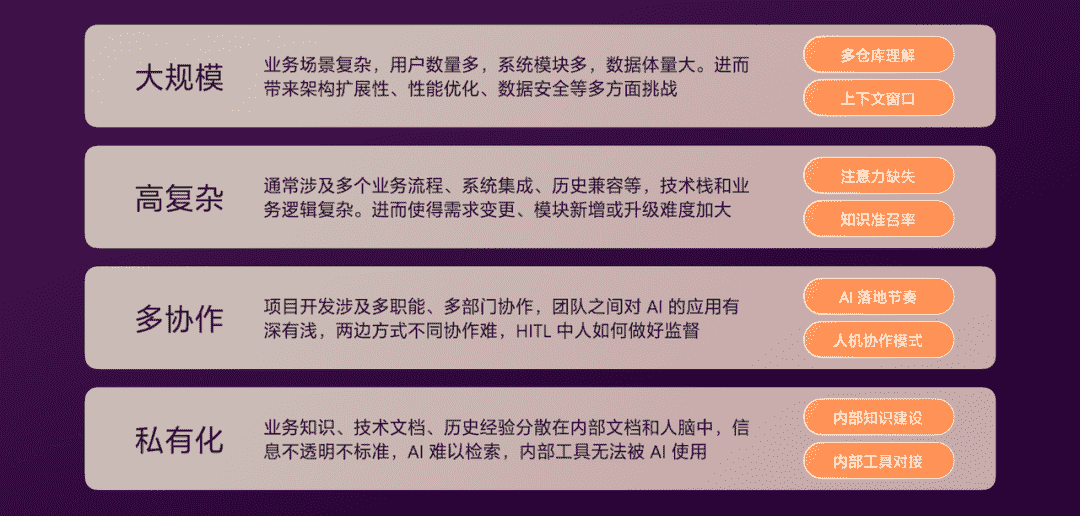 大规模
业务场景复杂，用户数量多，系统模块多，数据体量大。进而
带来架构扩展性、性能优化、数据安全等多方面挑战
多仓库理解
上下文窗口
高复杂
通常涉及多个业务流程、系统集成、历史兼容等，技术栈和业
务逻辑复杂。进而使得需求变更、模块新增或升级难度加大
注意力缺失
知识准召率
多协作
项目开发涉及多职能、多部门协作，团队之间对 AI 的应用有
深有浅，两边方式不同协作难，HITL 中人如何做好监督
AI 落地节奏
人机协作模式
私有化
业务知识、技术文档、历史经验分散在内部文档和人脑中，信
息不透明不标准，AI 难以检索，内部工具无法被 AI 使用
内部知识建设
内部工具对接